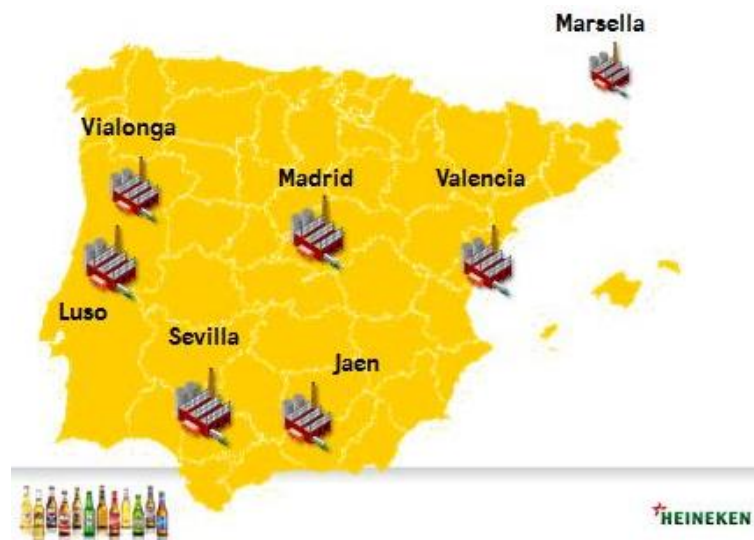 Marsella
Vialonga
Madrid
Valencia
Luso
Sevilla
Jaen
HEINEKEN